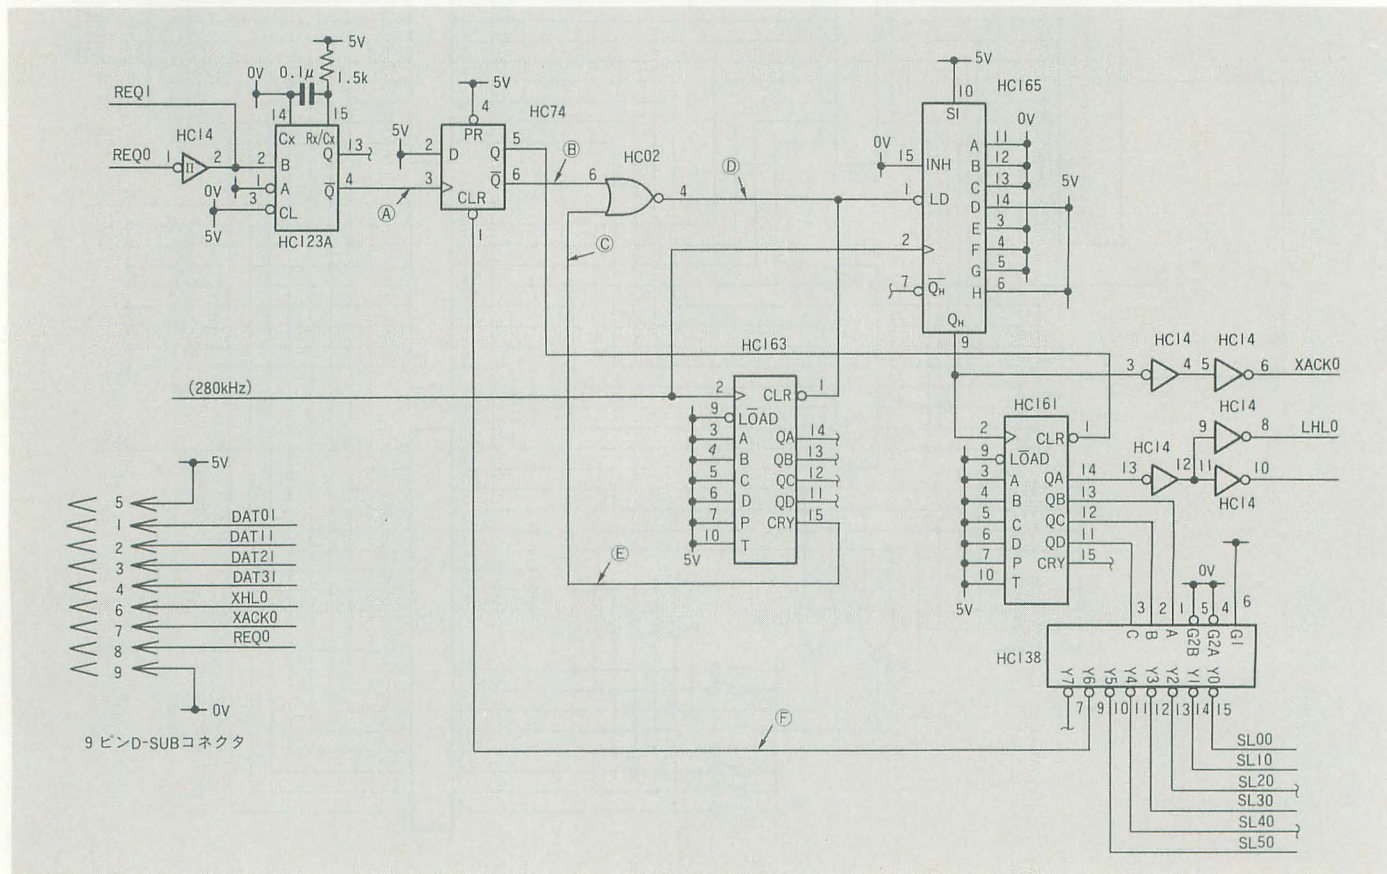 REQ1
REQ0
HC14
1
2
0V
0.1μ
5V
1.5k
14
15
Cx
Rx/Cx
2
B
Q
13
1
A
Q̅
4
0V
3
CL
5V
HC123A
Ⓐ
5V
4
HC74
PR
5V
2
D
Q
5
3
Q̅
6
CLR
1
Ⓑ
HC02
6
4
Ⓒ
Ⓓ
5V
10
HC165
SI
0V
15
INH
1
LD
2
7
Q̅H
QH
9
A
11
B
12
C
13
D
14
E
3
F
4
G
5
H
6
0V
5V
(280kHz)
HC163
2
CLR
1
9
LOAD
3
A
QA
14
4
B
QB
13
5
C
QC
12
6
D
QD
11
7
P
CRY
15
10
T
5V
Ⓔ
HC14
HC14
3
4
5
6
XACK0
HC161
2
CLR
1
9
LOAD
3
A
QA
14
4
B
QB
13
5
C
QC
12
6
D
QD
11
7
P
CRY
15
10
T
5V
HC14
13
12
HC14
9
8
LHL0
11
10
HC14
0V
3
2
1
5
4
6
C
B
A
G2B
G2A
G1
HC138
Y7
Y6
Y5
Y4
Y3
Y2
Y1
Y0
7
9
10
11
12
13
14
15
SL00
SL10
SL20
SL30
SL40
SL50
Ⓕ
5V
5
1
DAT01
2
DAT11
3
DAT21
4
DAT31
6
XHL0
7
XACK0
8
REQ0
9
0V
9ピンD-SUBコネクタ